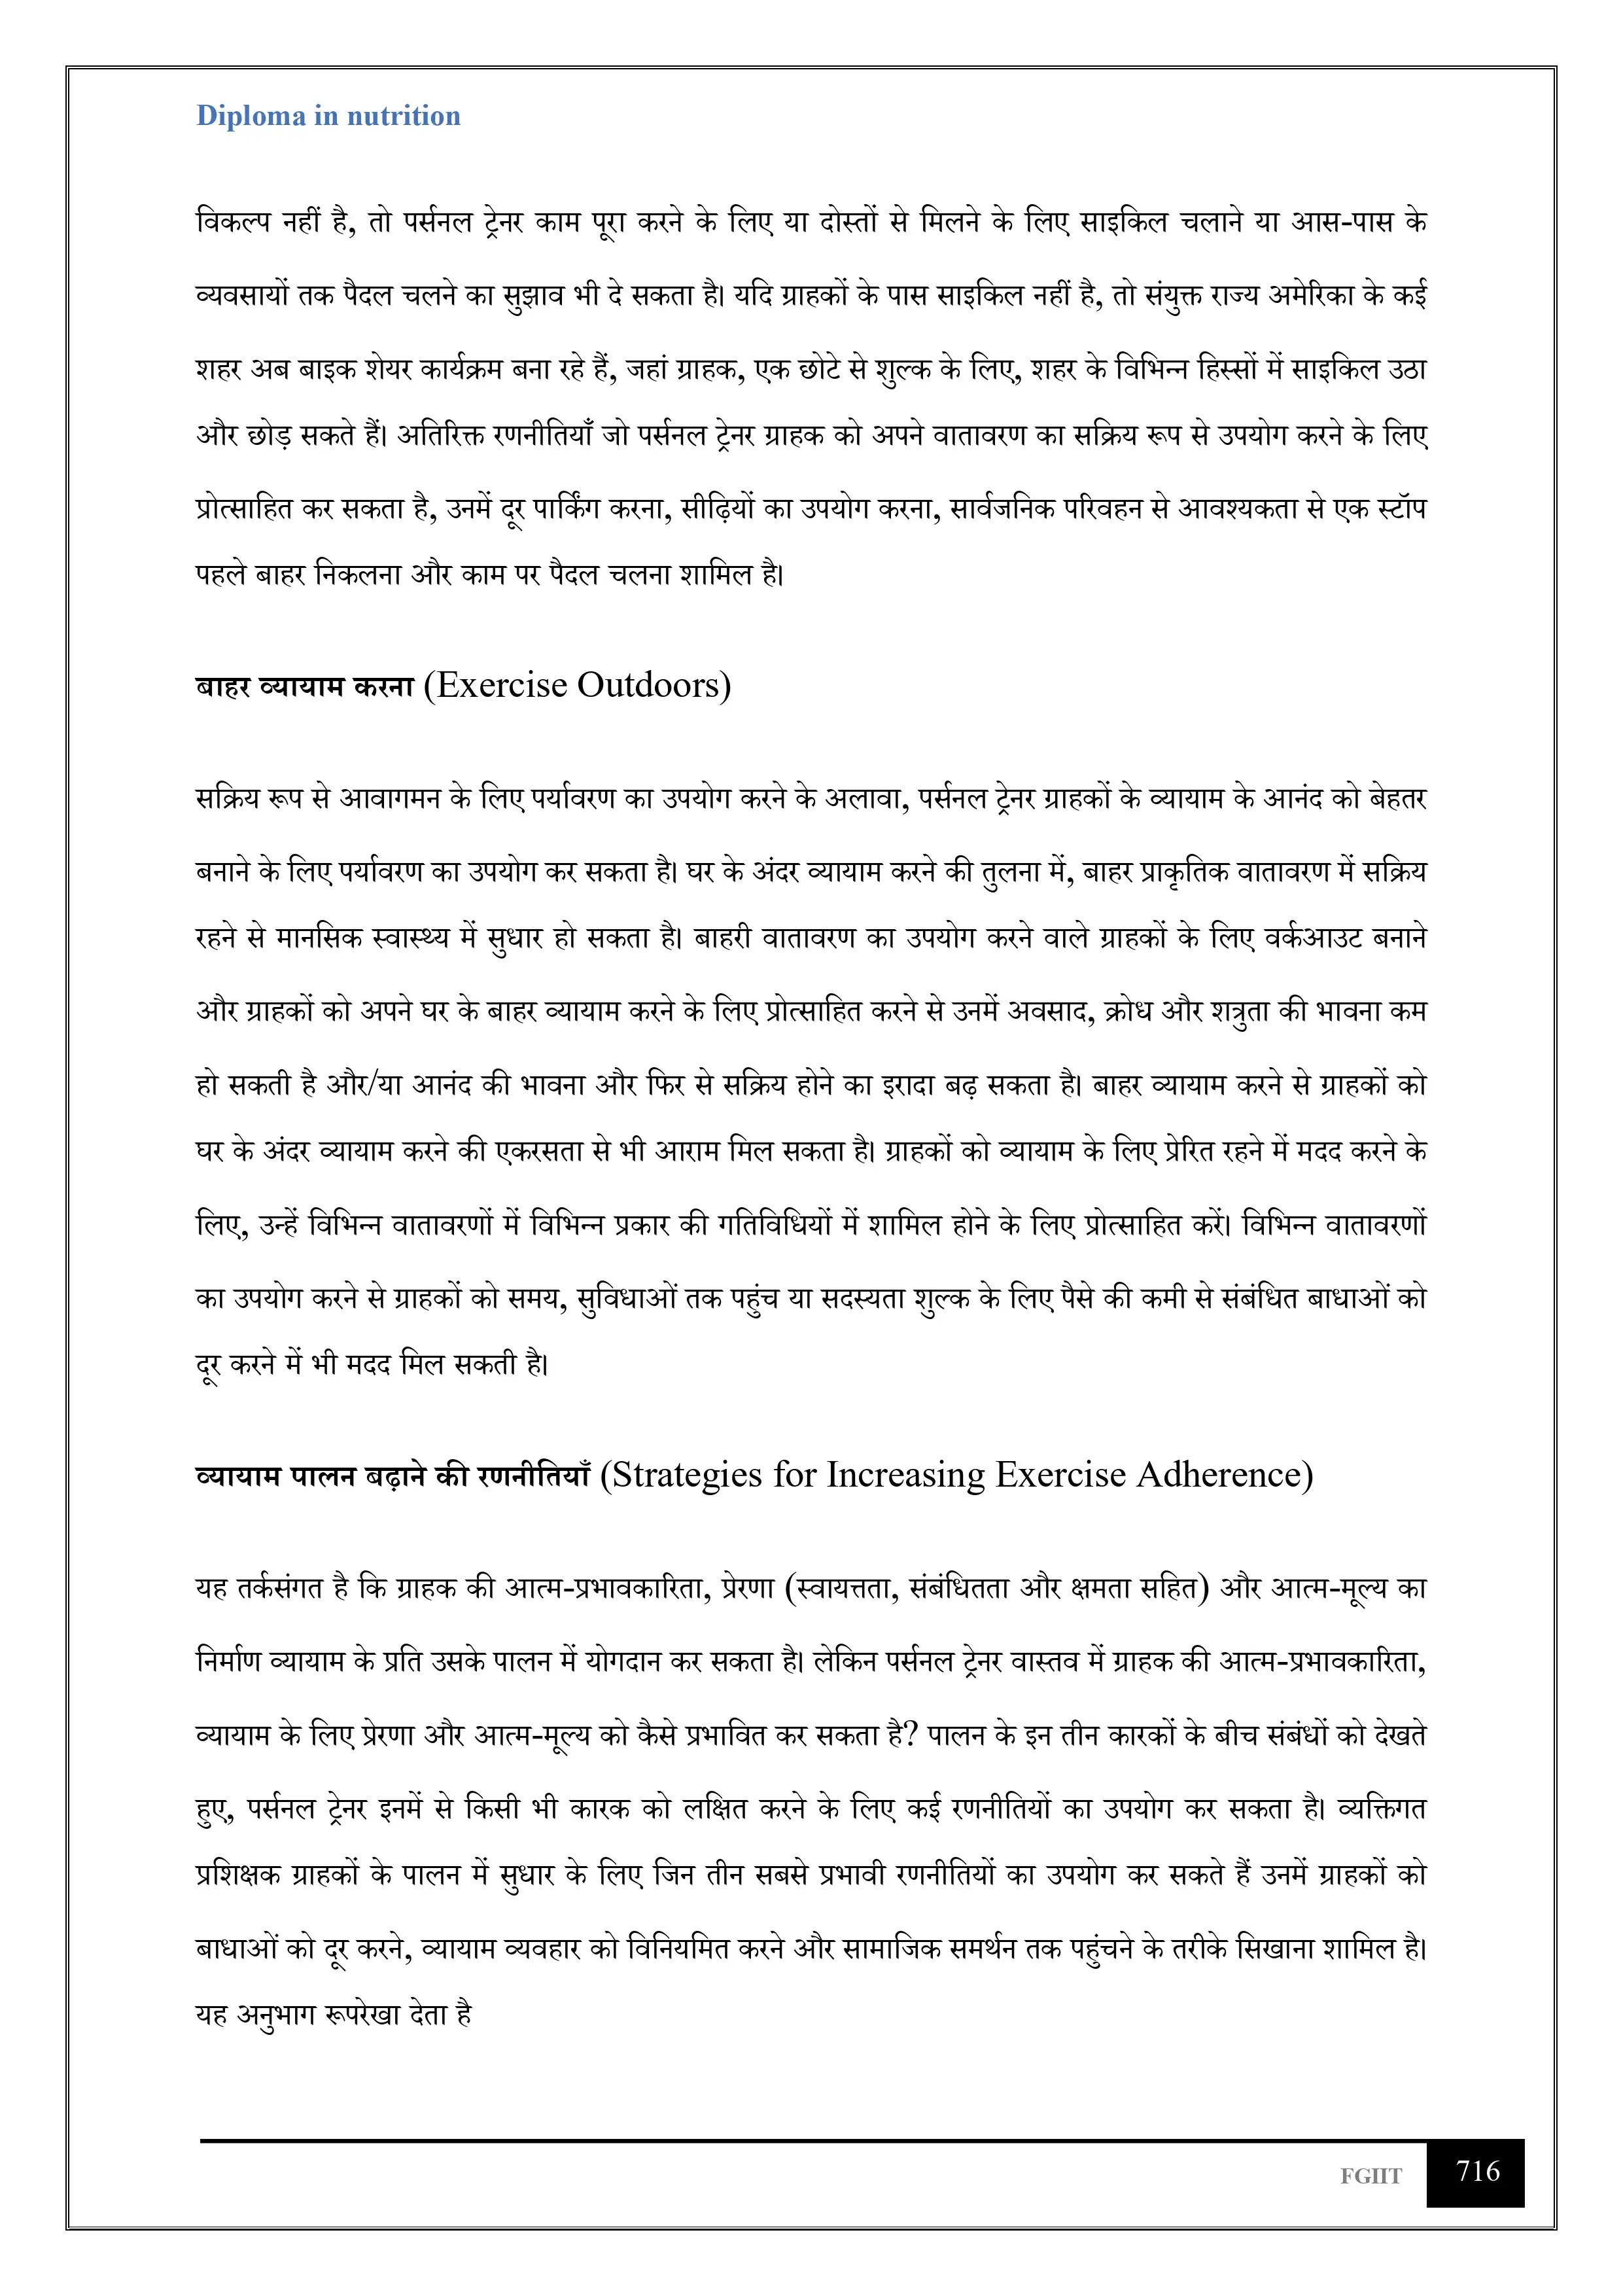 Diploma in nutrition
विकल्प नहीं है, तो पर्सनल ट्रेनर काम पूरा करने के लिए या दोस्तों से मिलने के लिए साइकिल चलाने या आस-पास के
व्यवसायों तक पैदल चलने का सुझाव भी दे सकता है। यदि ग्राहकों के पास साइकिल नहीं है, तो संयुक्त राज्य अमेरिका के कई
शहर अब बाइक शेयर कार्यक्रम बना रहे हैं, जहां ग्राहक, एक छोटे से शुल्क के लिए, शहर के विभिन्न हिस्सों में साइकिल उठा
और छोड़ सकते हैं। अतिरिक्त रणनीतियाँ जो पर्सनल ट्रेनर ग्राहक को अपने वातावरण का सक्रिय रूप से उपयोग करने के लिए
प्रोत्साहित कर सकता है, उनमें दूर पार्किंग करना, सीढ़ियों का उपयोग करना, सार्वजनिक परिवहन से आवश्यकता से एक स्टॉप
पहले बाहर निकलना और काम पर पैदल चलना शामिल है।
बाहर व्यायाम करना (Exercise Outdoors)
सक्रिय रूप से आवागमन के लिए पर्यावरण का उपयोग करने के अलावा, पर्सनल ट्रेनर ग्राहकों के व्यायाम के आनंद को बेहतर
बनाने के लिए पर्यावरण का उपयोग कर सकता है। घर के अंदर व्यायाम करने की तुलना में, बाहर प्राकृतिक वातावरण में सक्रिय
रहने से मानसिक स्वास्थ्य में सुधार हो सकता है। बाहरी वातावरण का उपयोग करने वाले ग्राहकों के लिए वर्कआउट बनाने
और ग्राहकों को अपने घर के बाहर व्यायाम करने के लिए प्रोत्साहित करने से उनमें अवसाद, क्रोध और शत्रुता की भावना कम
हो सकती है और/या आनंद की भावना और फिर से सक्रिय होने का इरादा बढ़ सकता है। बाहर व्यायाम करने से ग्राहकों को
घर के अंदर व्यायाम करने की एकरसता से भी आराम मिल सकता है। ग्राहकों को व्यायाम के लिए प्रेरित रहने में मदद करने के
लिए, उन्हें विभिन्न वातावरणों में विभिन्न प्रकार की गतिविधियों में शामिल होने के लिए प्रोत्साहित करें। विभिन्न वातावरणों
का उपयोग करने से ग्राहकों को समय, सुविधाओं तक पहुंच या सदस्यता शुल्क के लिए पैसे की कमी से संबंधित बाधाओं को
दूर करने में भी मदद मिल सकती है।
व्यायाम पालन बढ़ाने की रणनीतियाँ (Strategies for Increasing Exercise Adherence)
यह तर्कसंगत है कि ग्राहक की आत्म-प्रभावकारिता, प्रेरणा (स्वायत्तता, संबंधितता और क्षमता सहित) और आत्म-मूल्य का
निर्माण व्यायाम के प्रति उसके पालन में योगदान कर सकता है। लेकिन पर्सनल ट्रेनर वास्तव में ग्राहक की आत्म-प्रभावकारिता,
व्यायाम के लिए प्रेरणा और आत्म-मूल्य को कैसे प्रभावित कर सकता है? पालन के इन तीन कारकों के बीच संबंधों को देखते
हुए, पर्सनल ट्रेनर इनमें से किसी भी कारक को लक्षित करने के लिए कई रणनीतियों का उपयोग कर सकता है। व्यक्तिगत
प्रशिक्षक ग्राहकों के पालन में सुधार के लिए जिन तीन सबसे प्रभावी रणनीतियों का उपयोग कर सकते हैं उनमें ग्राहकों को
बाधाओं को दूर करने, व्यायाम व्यवहार को विनियमित करने और सामाजिक समर्थन तक पहुंचने के तरीके सिखाना शामिल है।
यह अनुभाग रूपरेखा देता है
FGIIT 716